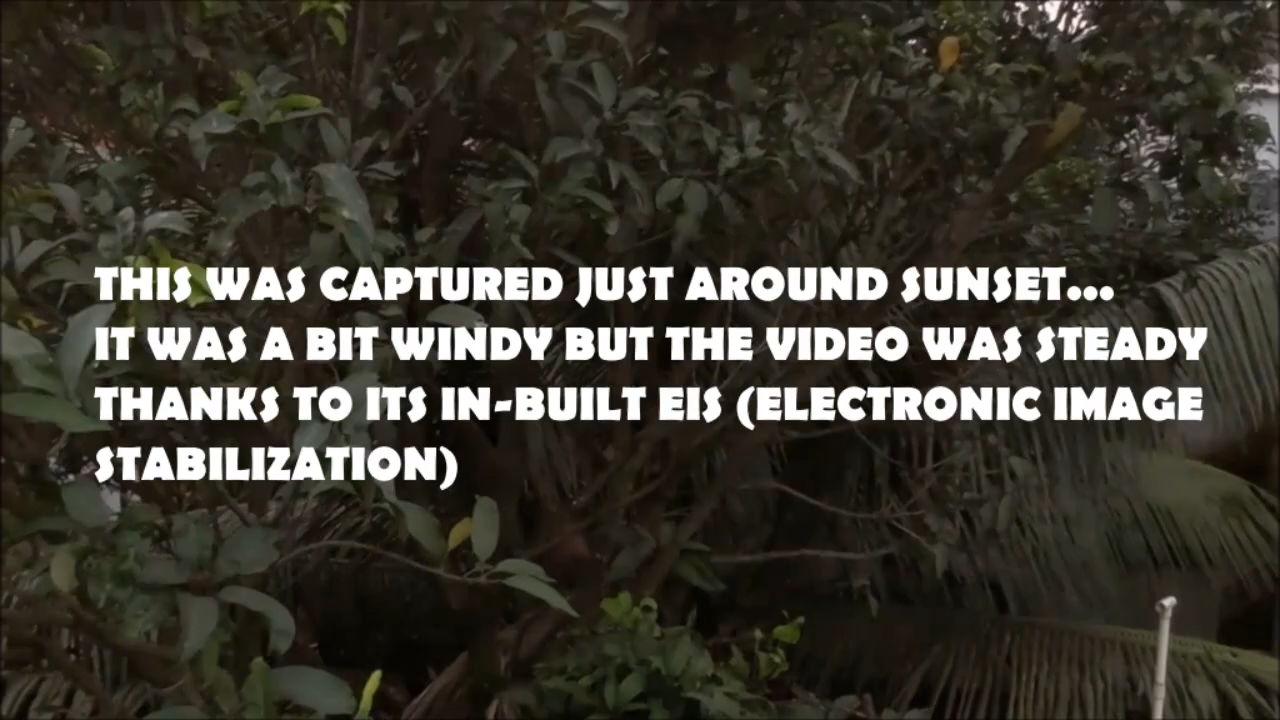 THIS WAS CAPTURED JUST AROUND SUNSET...
IT WAS A BIT WINDY BUT THE VIDEO WAS STEADY
THANKS TO ITS IN-BUILT EIS (ELECTRONIC IMAGE
STABILIZATION)